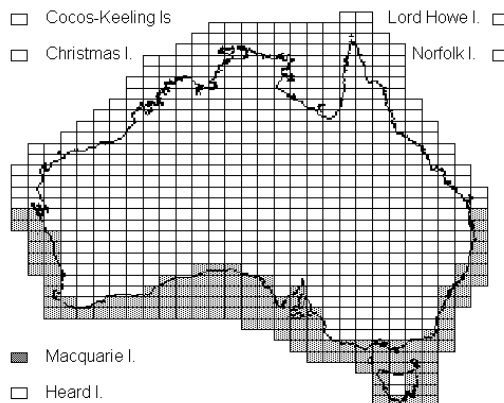 Cocos-Keeling Is
Lord Howe I.
Christmas I.
Norfolk I.
Macquarie I.
Heard I.